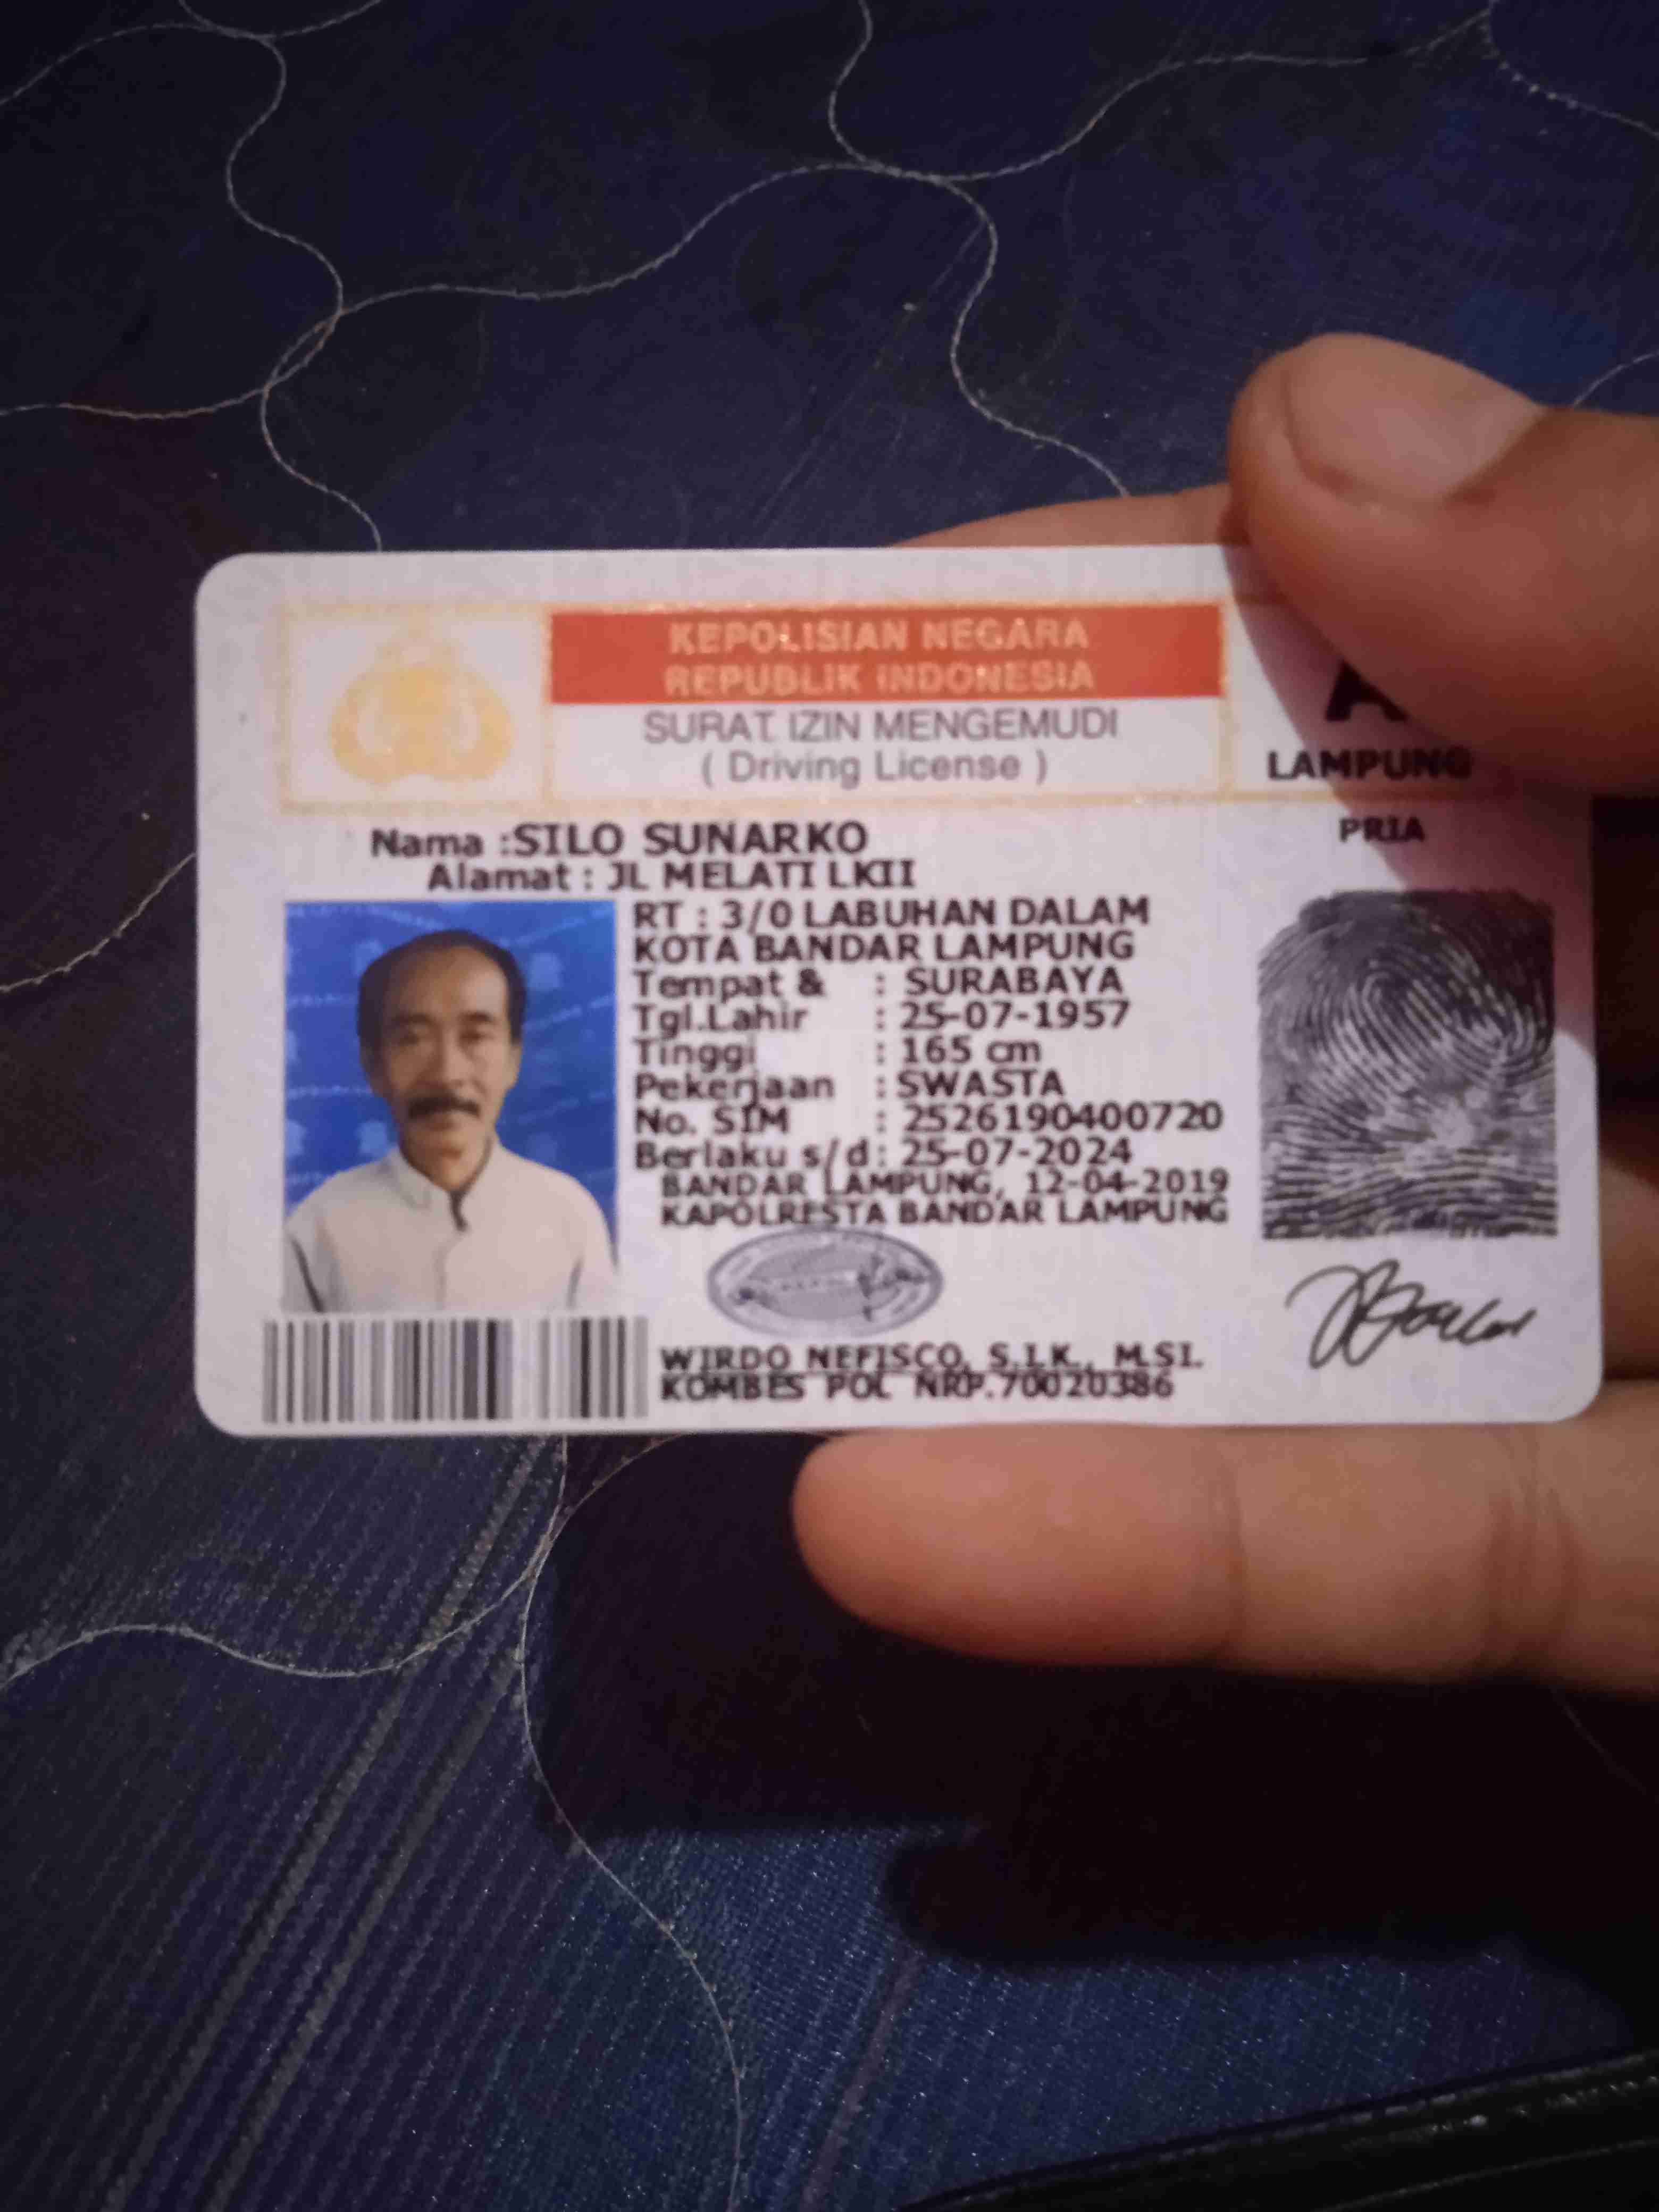 KEPOLISIAN NEGARA
REPUBLIK INDONESIA
SURAT IZIN MENGEMUDI
( Driving License )
A
LAMPUNG
PRIA
Nama :SILO SUNARKO
Alamat : JL MELATI LKII
RT : 3/0 LABUHAN DALAM
KOTA BANDAR LAMPUNG
Tempat & : SURABAYA
Tgl.Lahir : 25-07-1957
Tinggi : 165 cm
Pekerjaan : SWASTA
No. SIM : 2526190400720
Berlaku s/d : 25-07-2024
BANDAR LAMPUNG, 12-04-2019
KAPOLRESTA BANDAR LAMPUNG
WIRDO NEFISCO, S.I.K., M.SI.
KOMBES POL NRP.70020386